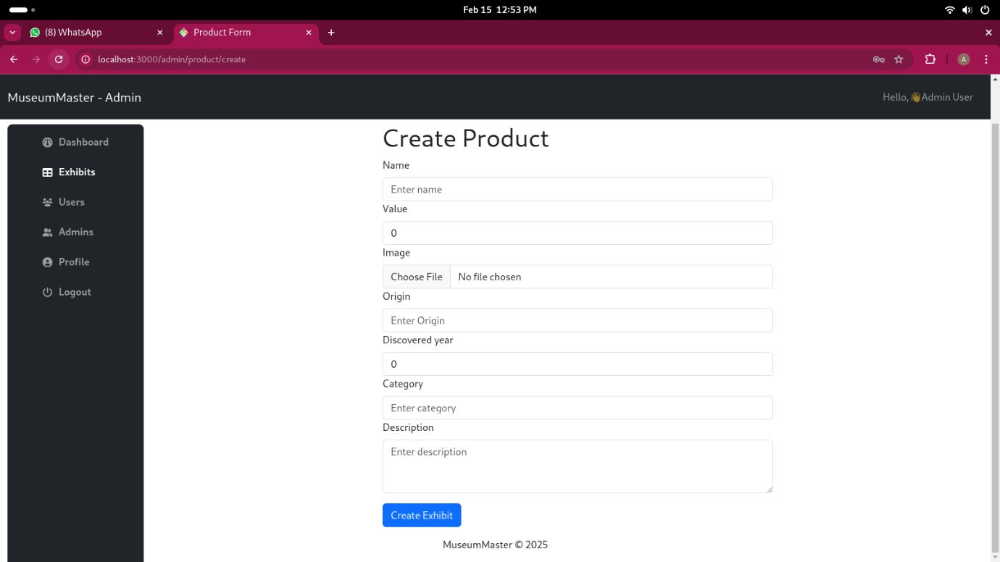 Feb 15 12:53 PM
(8) WhatsApp
Product Form
localhost:3000/admin/product/create
A
MuseumMaster - Admin
Hello,👋Admin User
Dashboard
Exhibits
Users
Admins
Profile
Logout
Create Product
Name
Enter name
Value
0
Image
Choose File No file chosen
Origin
Enter Origin
Discovered year
0
Category
Enter category
Description
Enter description
Create Exhibit
MuseumMaster © 2025